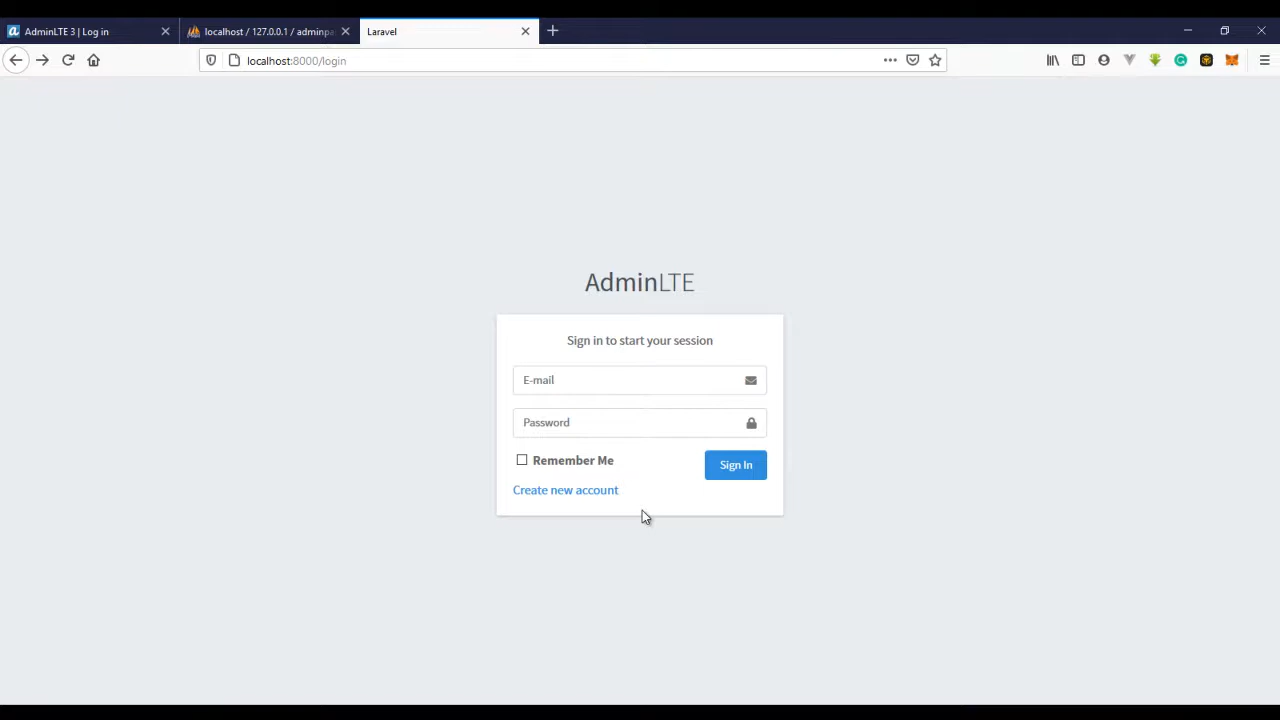 AdminLTE 3 | Log in
localhost / 127.0.0.1 / adminpa
Laravel
localhost:8000/login
AdminLTE
Sign in to start your session
E-mail
Password
Remember Me
Sign In
Create new account